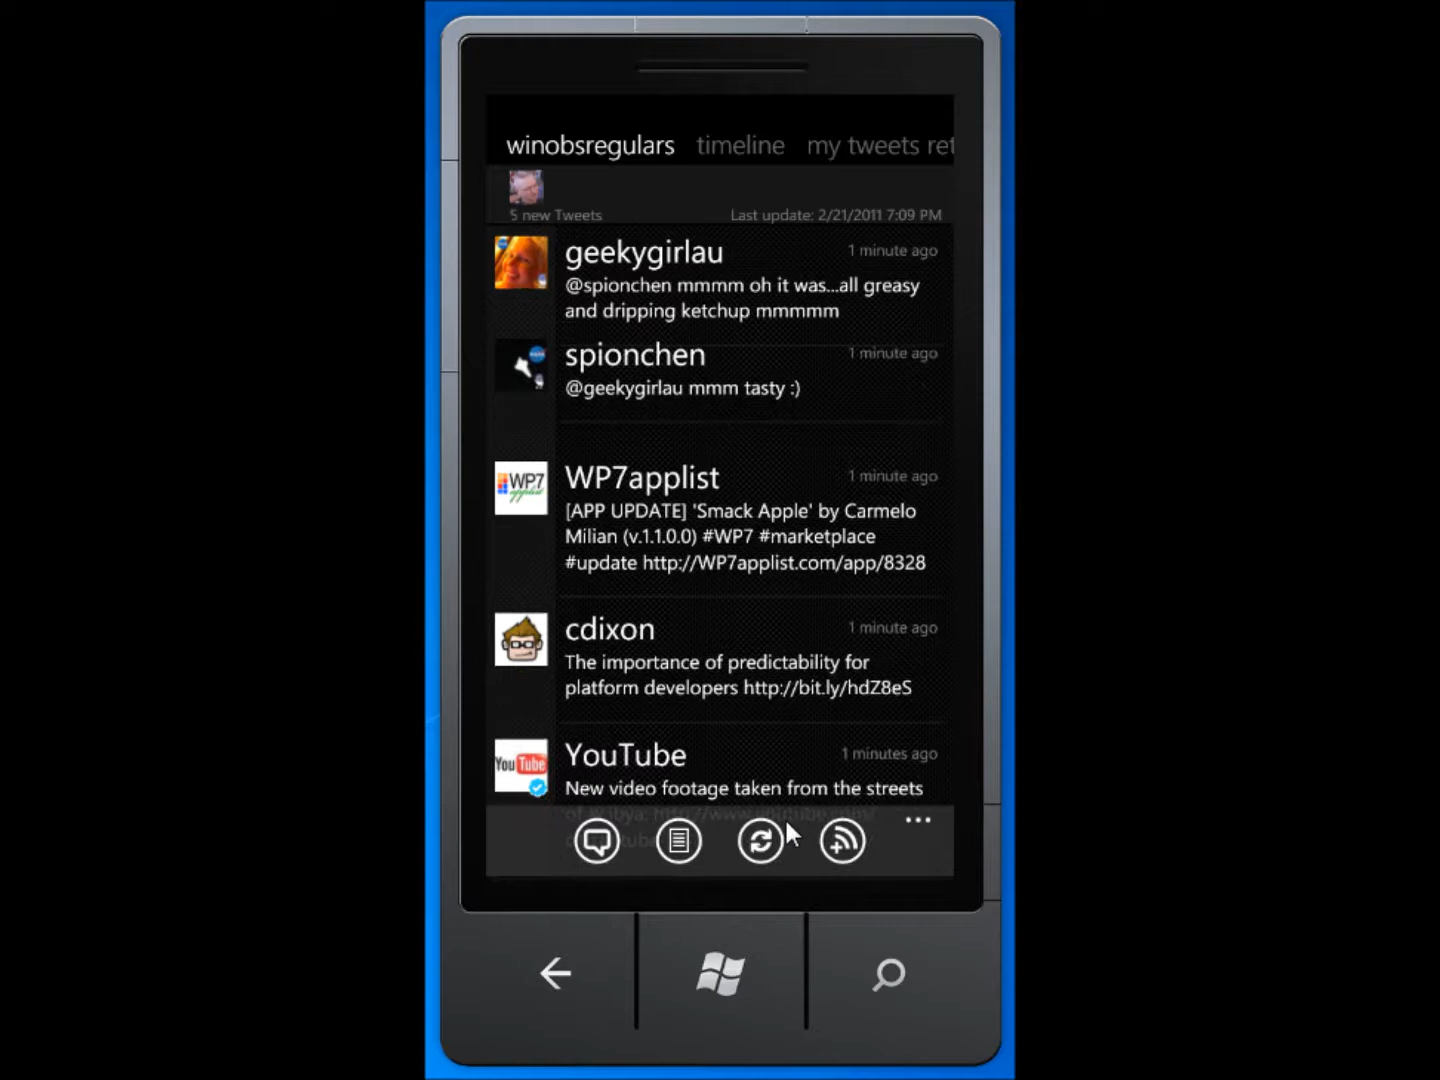 winobsregulars timeline my tweets ret
5 new Tweets Last update: 2/21/2011 7:09 PM
geekygirlau 1 minute ago
@spionchen mmmm oh it was...all greasy
and dripping ketchup mmmmm
spionchen 1 minute ago
@geekygirlau mmm tasty :)
WP7
applist
WP7applist 1 minute ago
[APP UPDATE] 'Smack Apple' by Carmelo
Milian (v.1.1.0.0) #WP7 #marketplace
#update http://WP7applist.com/app/8328
cdixon 1 minute ago
The importance of predictability for
platform developers http://bit.ly/hdZ8eS
YouTube
YouTube 1 minutes ago
New video footage taken from the streets